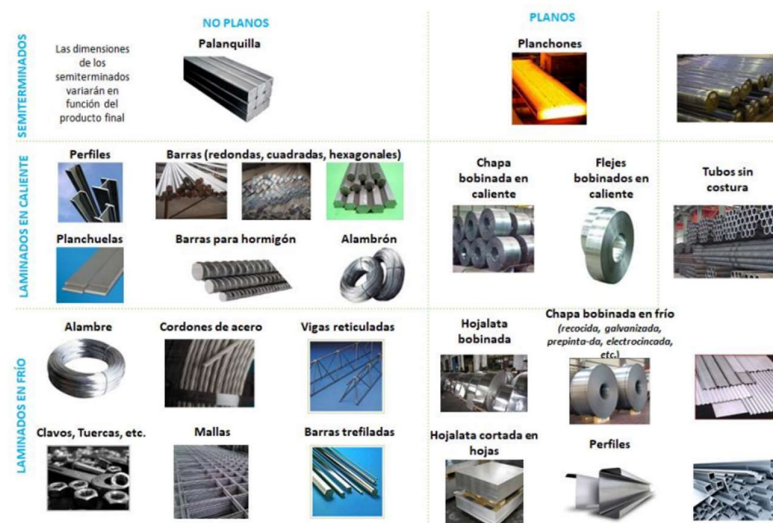 NO PLANOS
PLANOS
SEMITERMINADOS
Las dimensiones
de los
semiterminados
variarán en
función del
producto final
Palanquilla
Planchones
LAMINADOS EN CALIENTE
Perfiles
Barras (redondas, cuadradas, hexagonales)
Chapa
bobinada en
caliente
Flejes
bobinados en
caliente
Tubos sin
costura
Planchuelas
Barras para hormigón
Alambrón
LAMINADOS EN FRÍO
Alambre
Cordones de acero
Vigas reticuladas
Hojalata
bobinada
Chapa bobinada en frío
(recocida, galvanizada,
prepinta-da, electrocincada,
etc.)
Clavos, Tuercas, etc.
Mallas
Barras trefiladas
Hojalata cortada en
hojas
Perfiles